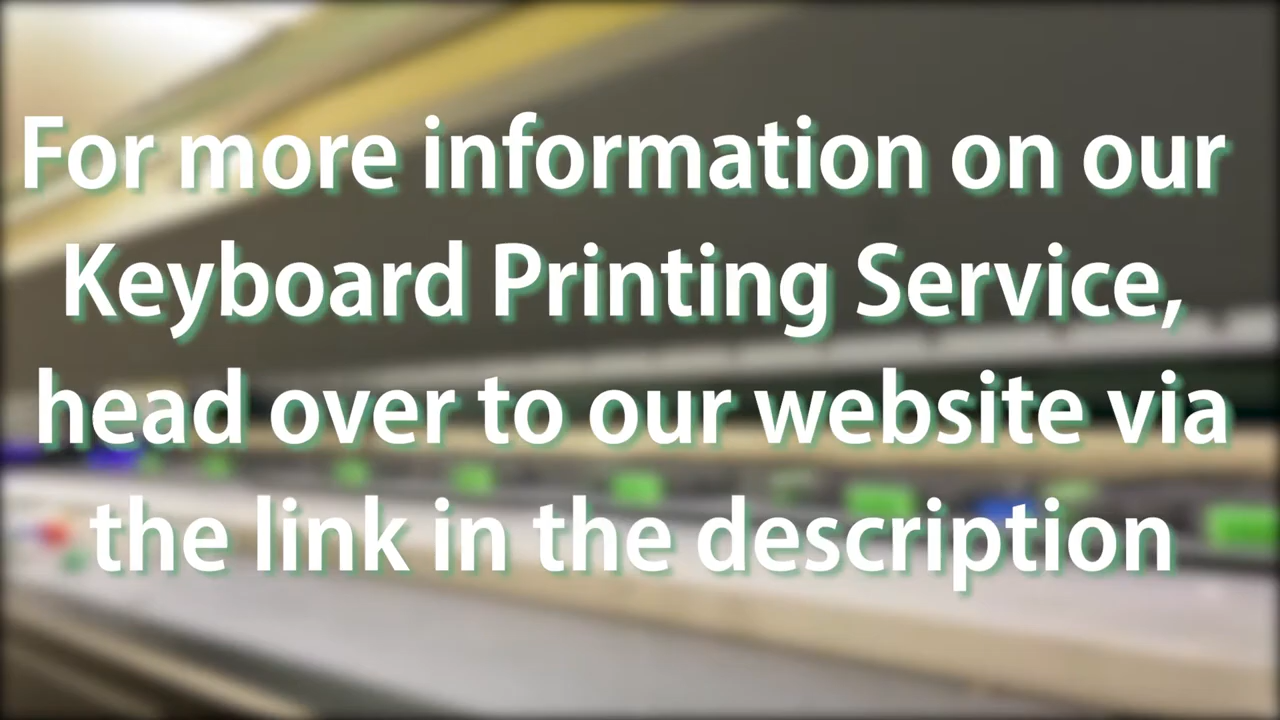 For more information on our
Keyboard Printing Service,
head over to our website via
the link in the description